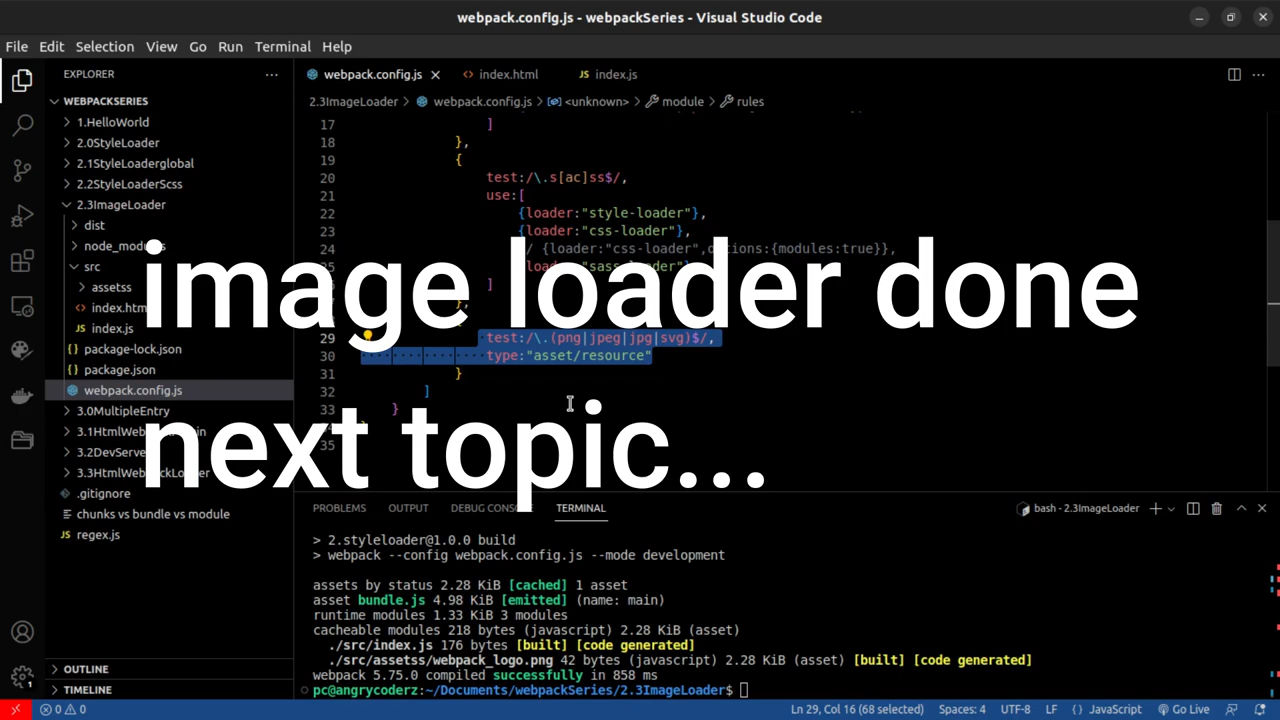 webpack.config.js - webpackSeries - Visual Studio Code
File Edit Selection View Go Run Terminal Help
EXPLORER
WEBPACKSERIES
1.HelloWorld
2.0StyleLoader
2.1StyleLoaderglobal
2.2StyleLoaderScss
2.3ImageLoader
dist
src
assetss
index.js
package-lock.json
package.json
webpack.config.js
3.0MultipleEntry
.gitignore
chunks vs bundle vs module
regex.js
OUTLINE
TIMELINE
webpack.config.js index.html index.js
2.3ImageLoader > webpack.config.js > <unknown> > module > rules
17 ]
18 },
19 {
20 test:/\.s[ac]ss$/,
21 use:[
22 {loader:"style-loader"},
23 {loader:"css-loader"},
24 / {loader:"css-loader",options:{modules:true}},
]
29 test:/\.(png|jpeg|jpg|svg)$/,
30 type:"asset/resource"
31 }
32 ]
33 }
35
image loader done
next topic...
PROBLEMS OUTPUT DEBUG TERMINAL
bash - 2.3ImageLoader
> 2.styleloader@1.0.0 build
> webpack --config webpack.config.js --mode development
assets by status 2.28 KiB [cached] 1 asset
asset bundle.js 4.98 KiB [emitted] (name: main)
runtime modules 1.33 KiB 3 modules
cacheable modules 218 bytes (javascript) 2.28 KiB (asset)
./src/index.js 176 bytes [built] [code generated]
./src/assetss/webpack_logo.png 42 bytes (javascript) 2.28 KiB (asset) [built] [code generated]
webpack 5.75.0 compiled successfully in 858 ms
pc@angrycoderz:~/Documents/webpackSeries/2.3ImageLoader$
0 0 Ln 29, Col 16 (68 selected) Spaces: 4 UTF-8 LF {} JavaScript Go Live